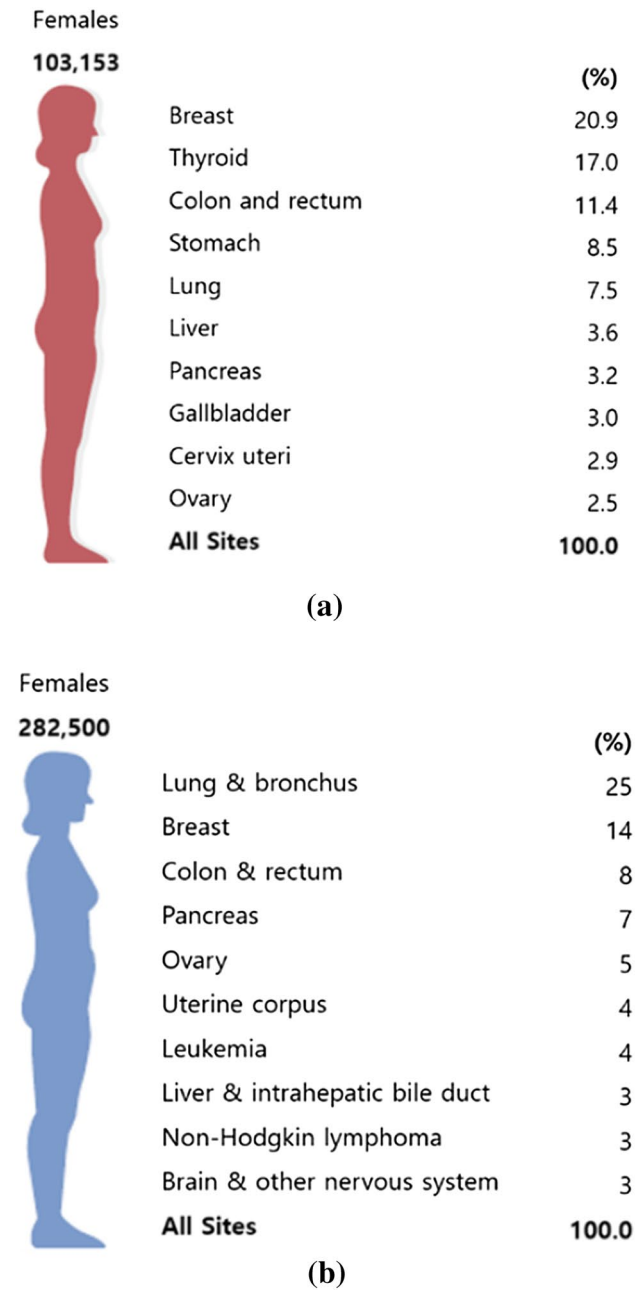 Females
103,153
(%)
Breast 20.9
Thyroid 17.0
Colon and rectum 11.4
Stomach 8.5
Lung 7.5
Liver 3.6
Pancreas 3.2
Gallbladder 3.0
Cervix uteri 2.9
Ovary 2.5
All Sites 100.0
(a)
Females
282,500
(%)
Lung & bronchus 25
Breast 14
Colon & rectum 8
Pancreas 7
Ovary 5
Uterine corpus 4
Leukemia 4
Liver & intrahepatic bile duct 3
Non-Hodgkin lymphoma 3
Brain & other nervous system 3
All Sites 100.0
(b)